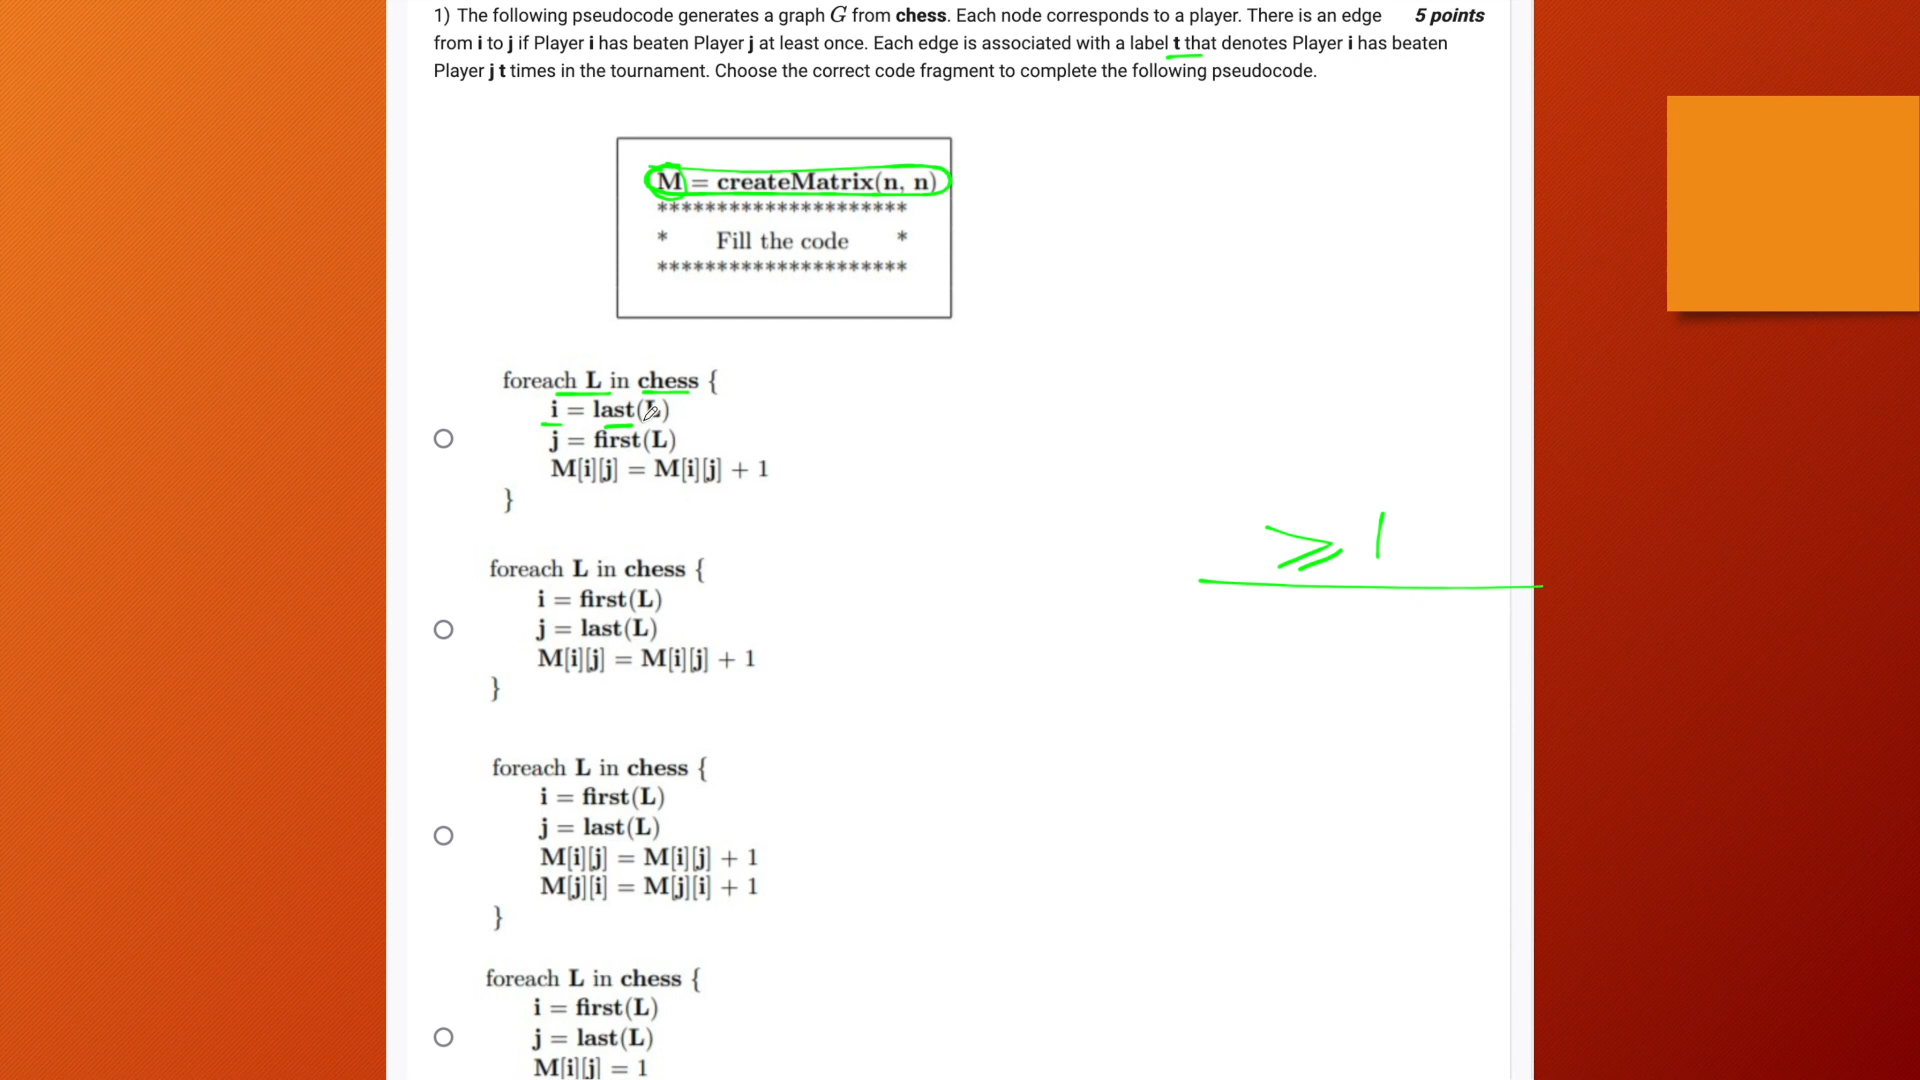 1) The following pseudocode generates a graph G from chess. Each node corresponds to a player. There is an edge 5 points
from i to j if Player i has beaten Player j at least once. Each edge is associated with a label t that denotes Player i has beaten
Player j t times in the tournament. Choose the correct code fragment to complete the following pseudocode.
M = createMatrix(n, n)
*********************
* Fill the code *
*********************
foreach L in chess {
i = last(L)
j = first(L)
M[i][j] = M[i][j] + 1
}
foreach L in chess {
i = first(L)
j = last(L)
M[i][j] = M[i][j] + 1
}
foreach L in chess {
i = first(L)
j = last(L)
M[i][j] = M[i][j] + 1
M[j][i] = M[j][i] + 1
}
foreach L in chess {
i = first(L)
j = last(L)
M[i][j] = 1
⩾ 1